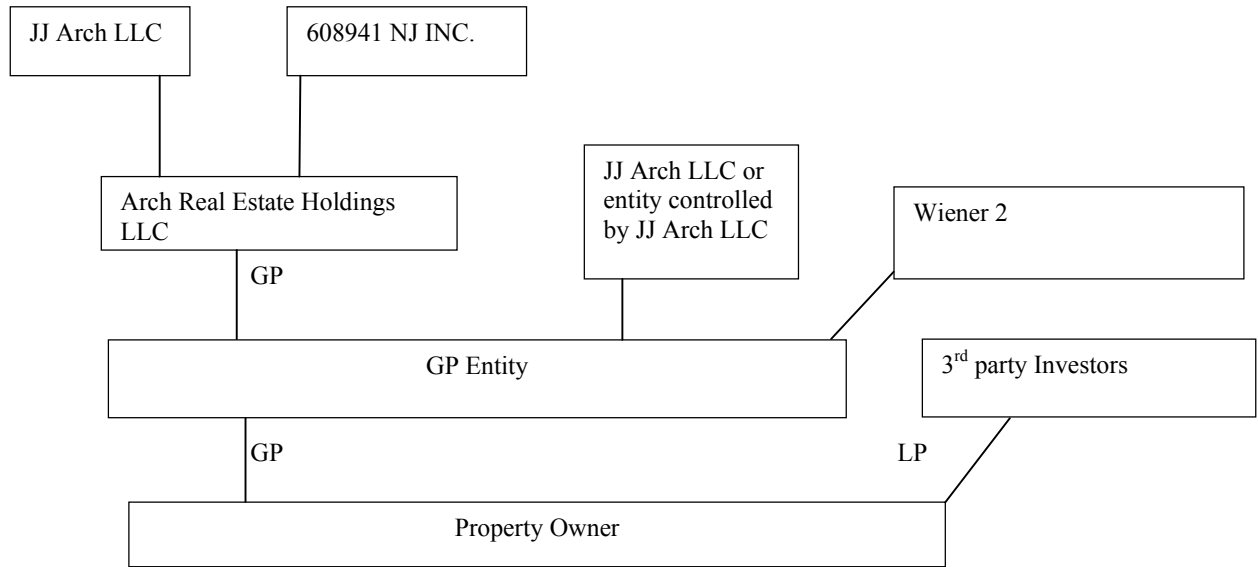 JJ Arch LLC
608941 NJ INC.
JJ Arch LLC or
entity controlled
by JJ Arch LLC
Arch Real Estate Holdings
LLC
Wiener 2
GP
GP Entity
3rd party Investors
GP
LP
Property Owner